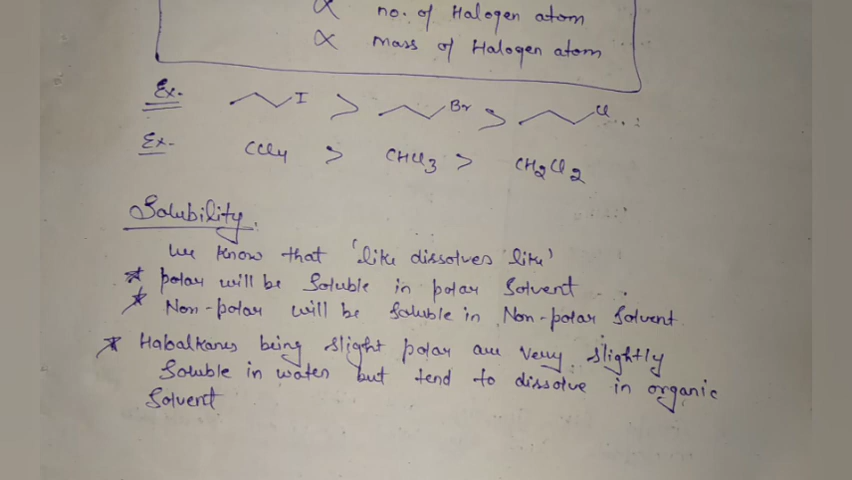 ∝ no. of Halogen atom
∝ mass of Halogen atom
Ex. I > Br > Cl
Ex. CCl4 > CHCl3 > CH2Cl2
Solubility.
We know that 'like dissolves like'
* polar will be Soluble in polar Solvent
* Non-polar will be Soluble in Non-polar Solvent
* Haloalkanes being slight polar are very slightly
Soluble in water but tend to dissolve in organic
Solvent